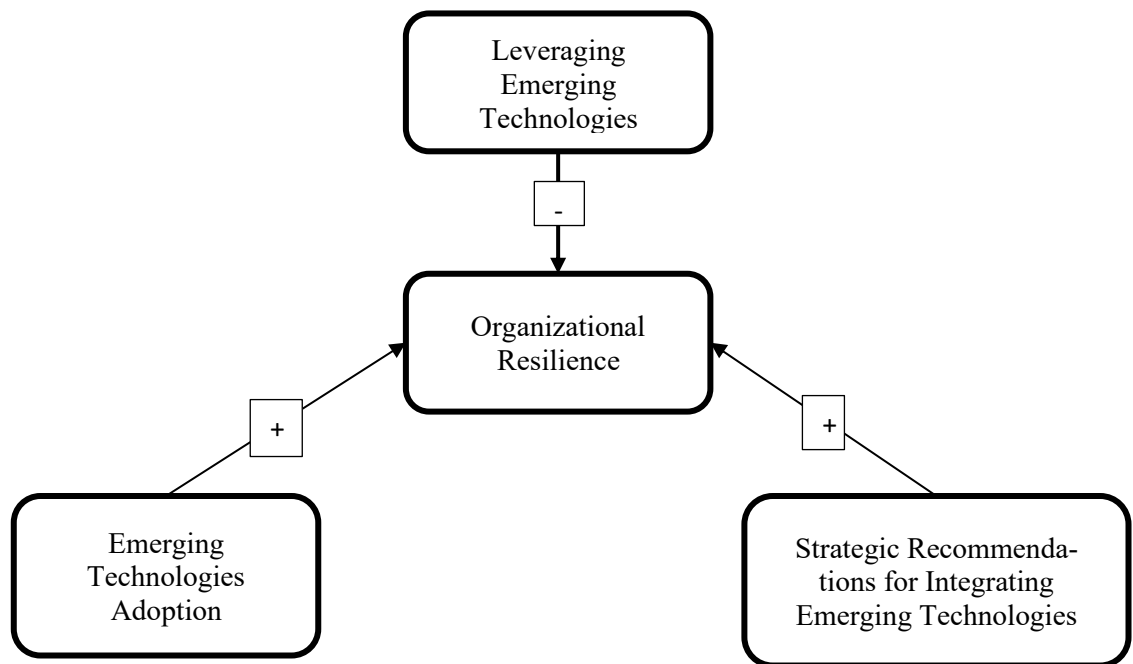 Leveraging
Emerging
Technologies
-
Organizational
Resilience
+
+
Emerging
Technologies
Adoption
Strategic Recommenda-
tions for Integrating
Emerging Technologies